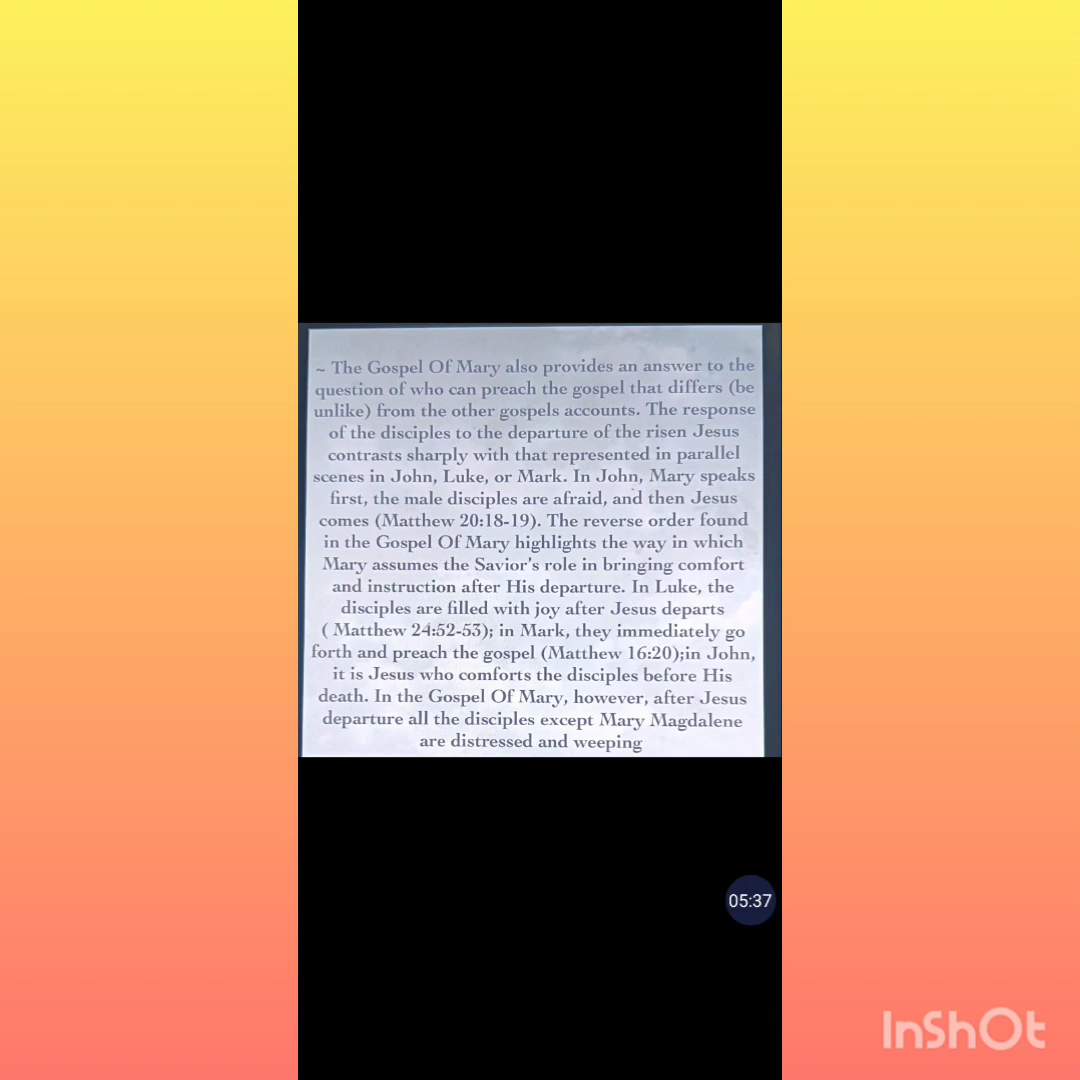 ~ The Gospel Of Mary also provides an answer to the
question of who can preach the gospel that differs (be
unlike) from the other gospels accounts. The response
of the disciples to the departure of the risen Jesus
contrasts sharply with that represented in parallel
scenes in John, Luke, or Mark. In John, Mary speaks
first, the male disciples are afraid, and then Jesus
comes (Matthew 20:18-19). The reverse order found
in the Gospel Of Mary highlights the way in which
Mary assumes the Savior's role in bringing comfort
and instruction after His departure. In Luke, the
disciples are filled with joy after Jesus departs
( Matthew 24:52-53); in Mark, they immediately go
forth and preach the gospel (Matthew 16:20);in John,
it is Jesus who comforts the disciples before His
death. In the Gospel Of Mary, however, after Jesus
departure all the disciples except Mary Magdalene
are distressed and weeping
05:37
InShOt